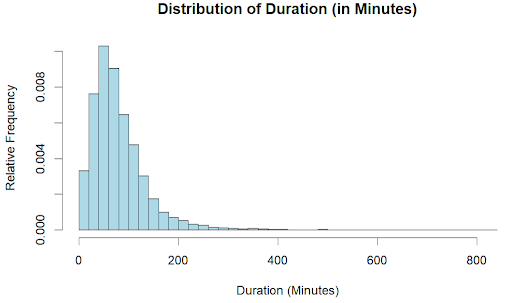 Distribution of Duration (in Minutes)
Relative Frequency
0.008
0.004
0.000
0 200 400 600 800
Duration (Minutes)